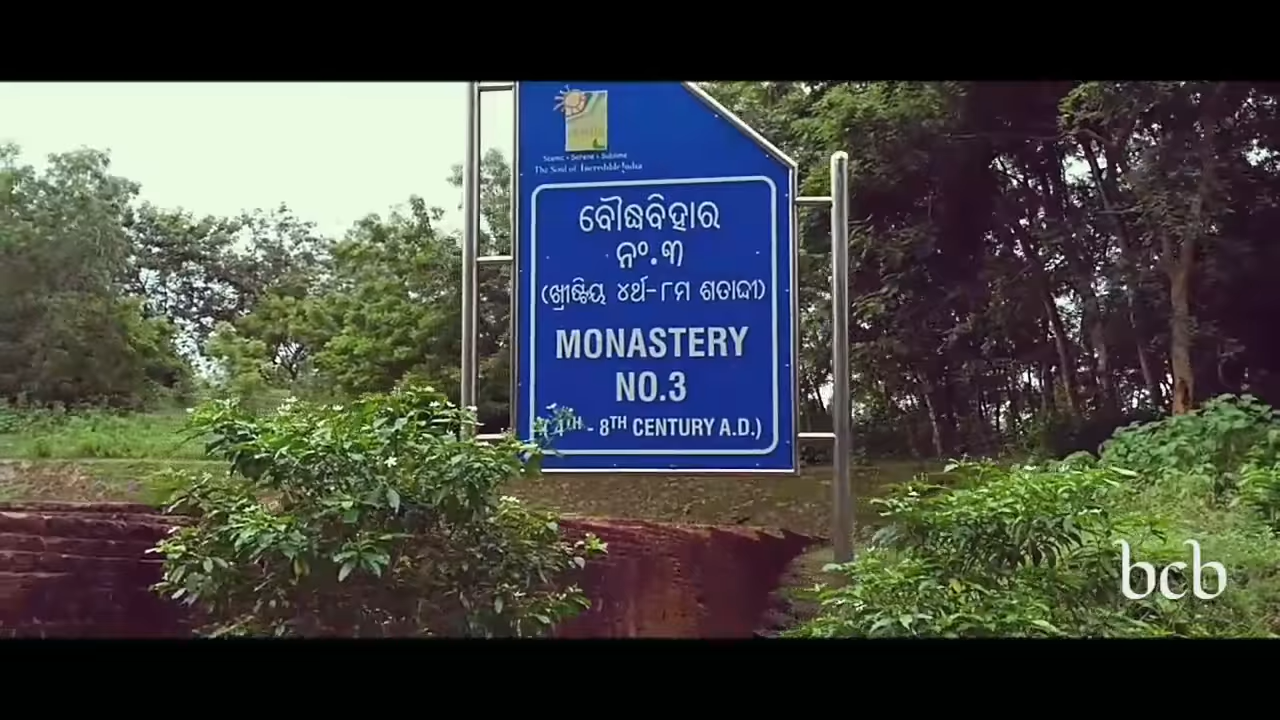 Scenic • Serene • Sublime
The Soul of Incredible India
ବୌଦ୍ଧବିହାର
ନଂ.୩
(ଖ୍ରୀଷ୍ଟିୟ ୪ର୍ଥ-୮ମ ଶତାବ୍ଦୀ)
MONASTERY
NO.3
(4TH - 8TH CENTURY A.D.)
bcb